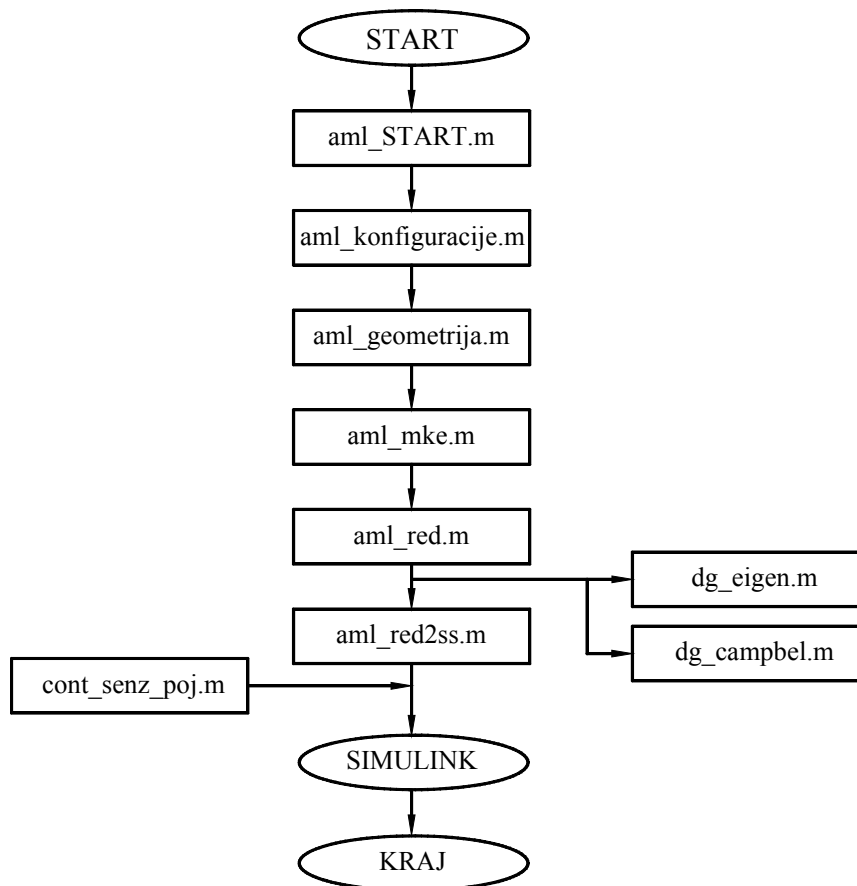 START
aml_START.m
aml_konfiguracije.m
aml_geometrija.m
aml_mke.m
aml_red.m
dg_eigen.m
aml_red2ss.m
dg_campbel.m
cont_senz_poj.m
SIMULINK
KRAJ